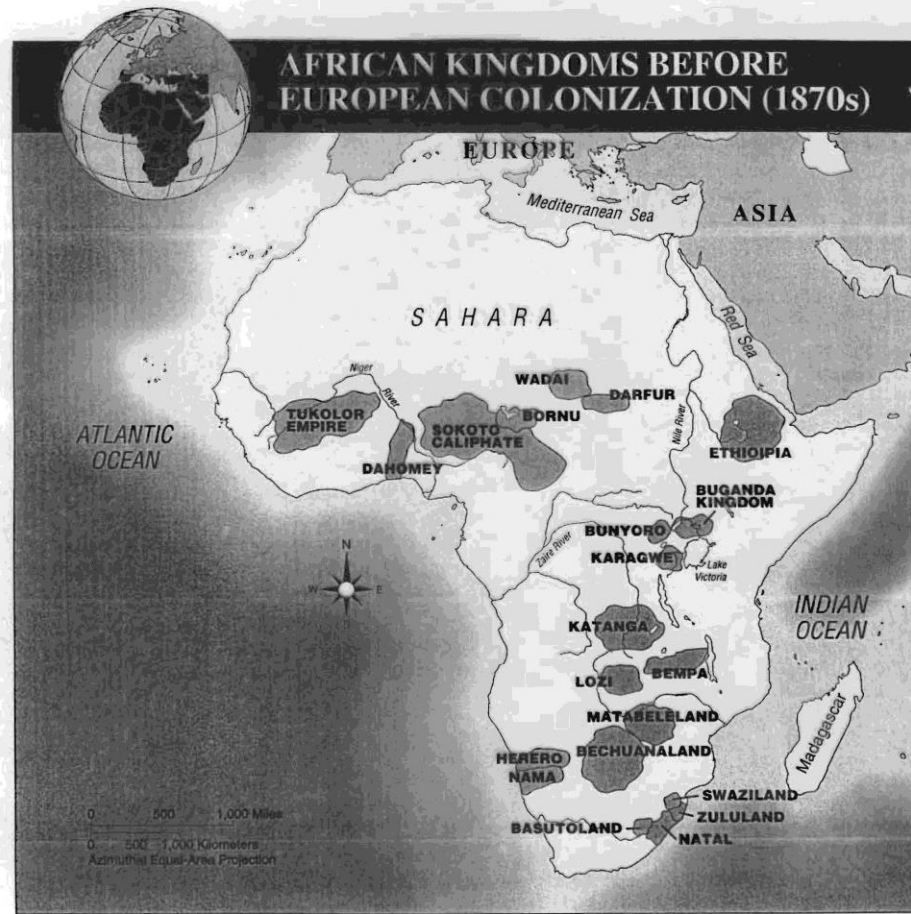 AFRICAN KINGDOMS BEFORE
EUROPEAN COLONIZATION (1870s)
EUROPE
Mediterranean Sea
ASIA
SAHARA
Red Sea
Niger
River
WADAI
DARFUR
Nile River
TUKOLOR
EMPIRE
SOKOTO
CALIPHATE
BORNU
ATLANTIC
OCEAN
DAHOMEY
ETHIOIPIA
BUGANDA
KINGDOM
BUNYORO
Zaire River
KARAGWE
Lake
Victoria
N
W
E
S
INDIAN
OCEAN
KATANGA
LOZI
BEMPA
MATABELELAND
Madagascar
HERERO
NAMA
BECHUANALAND
SWAZILAND
ZULULAND
BASUTOLAND
NATAL
0 500 1,000 Miles
0 500 1,000 Kilometers
Azimuthal Equal-Area Projection